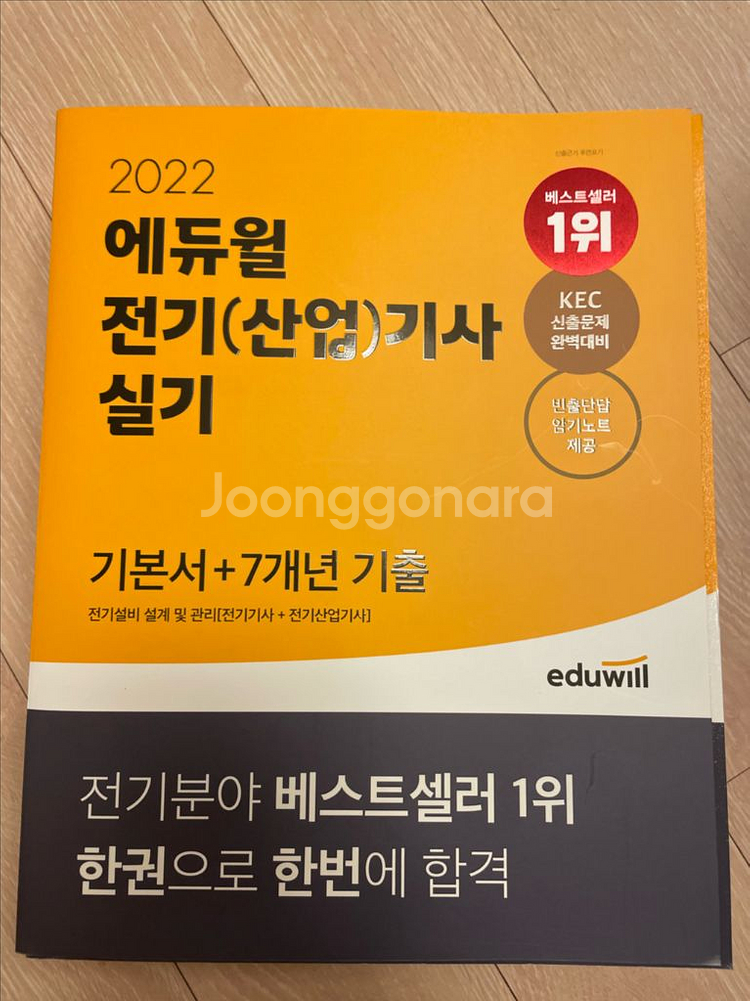 2022
에듀윌
전기(산업)기사
실기
베스트셀러
1위
KEC
신출문제
완벽대비
빈출단답
암기노트
제공
Joonggonara
기본서+7개년 기출
전기설비 설계 및 관리[전기기사 + 전기산업기사]
eduwill
전기분야 베스트셀러 1위
한권으로 한번에 합격